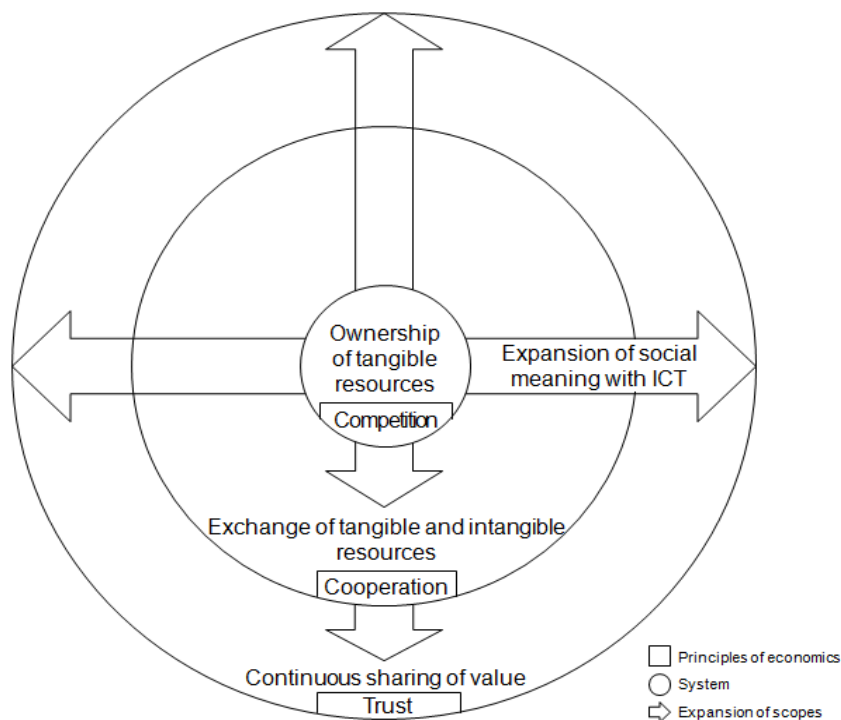 Ownership
of tangible
resources
Competition
Expansion of social
meaning with ICT
Exchange of tangible and intangible
resources
Cooperation
Continuous sharing of value
Trust
Principles of economics
System
Expansion of scopes